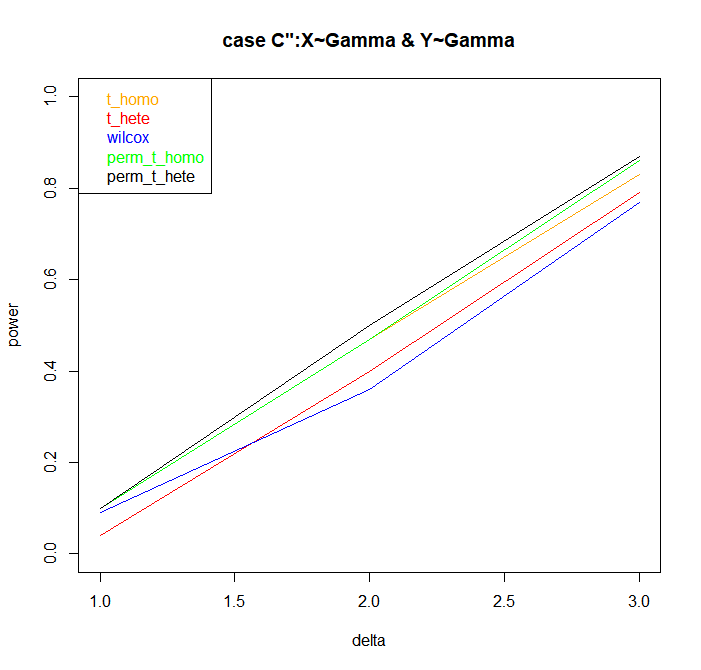 case C":X~Gamma & Y~Gamma
t_homo
t_hete
wilcox
perm_t_homo
perm_t_hete
1.0
0.8
0.6
0.4
0.2
0.0
power
1.0 1.5 2.0 2.5 3.0
delta